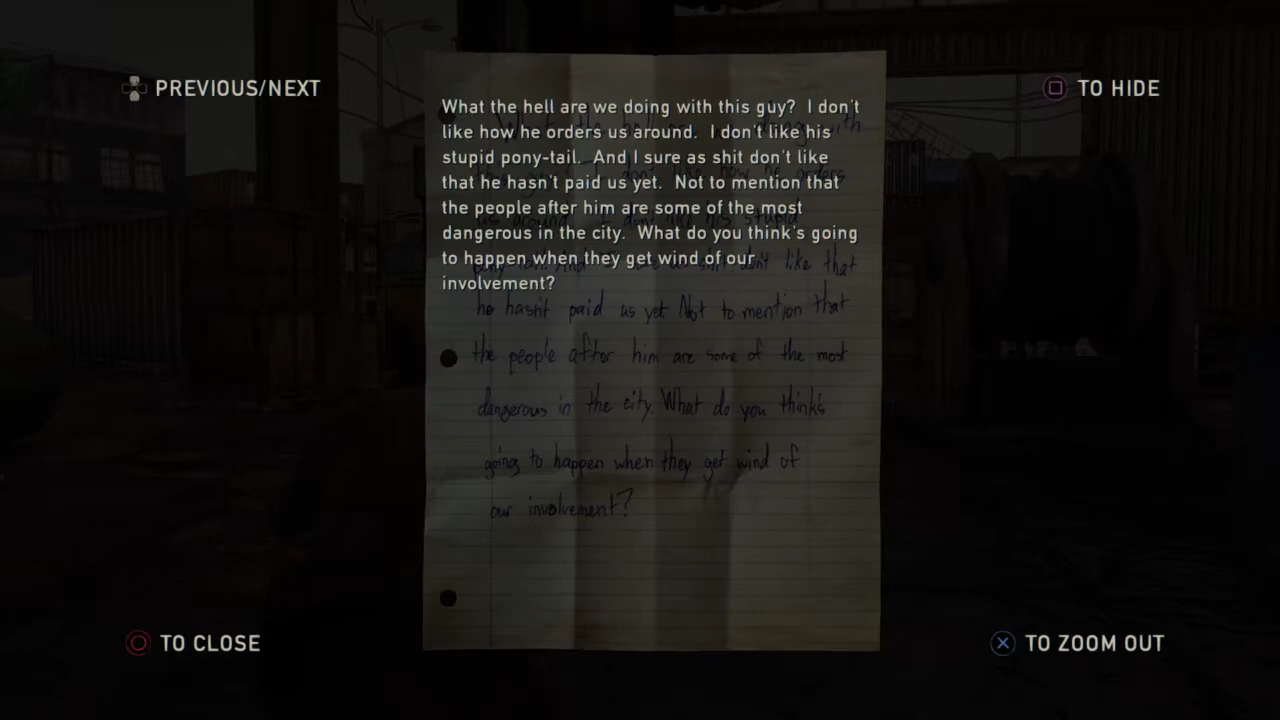 PREVIOUS/NEXT
TO HIDE
What the hell are we doing with this guy?  I don't
like how he orders us around.  I don't like his
stupid pony-tail.  And I sure as shit don't like
that he hasn't paid us yet.  Not to mention that
the people after him are some of the most
dangerous in the city.  What do you think's going
to happen when they get wind of our
involvement?
he hasn't paid us yet Not to mention that
the people after him are some of the most
dangerous in the city. What do you think's
going to happen when they get wind of
our involvement?
TO CLOSE
TO ZOOM OUT